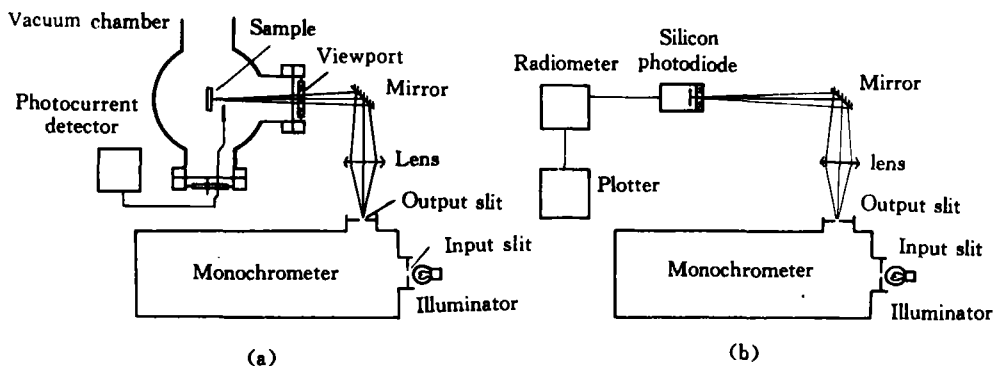 Vacuum chamber
Sample
Viewport
Mirror
Photocurrent
detector
Lens
Output slit
Input slit
Monochrometer
Illuminator
(a)
Silicon
photodiode
Radiometer
Mirror
lens
Plotter
Output slit
Input slit
Monochrometer
Illuminator
(b)